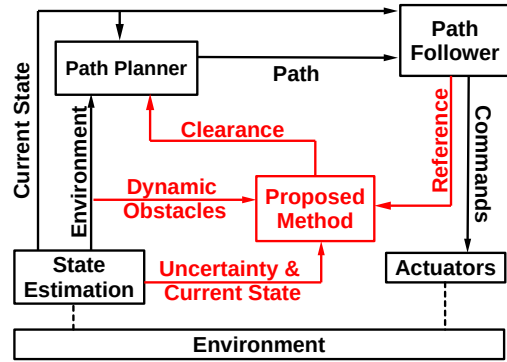 Path Planner
Path
Path
Follower
Current State
Environment
Clearance
Reference
Commands
Dynamic
Obstacles
Proposed
Method
State
Estimation
Uncertainty &
Current State
Actuators
Environment